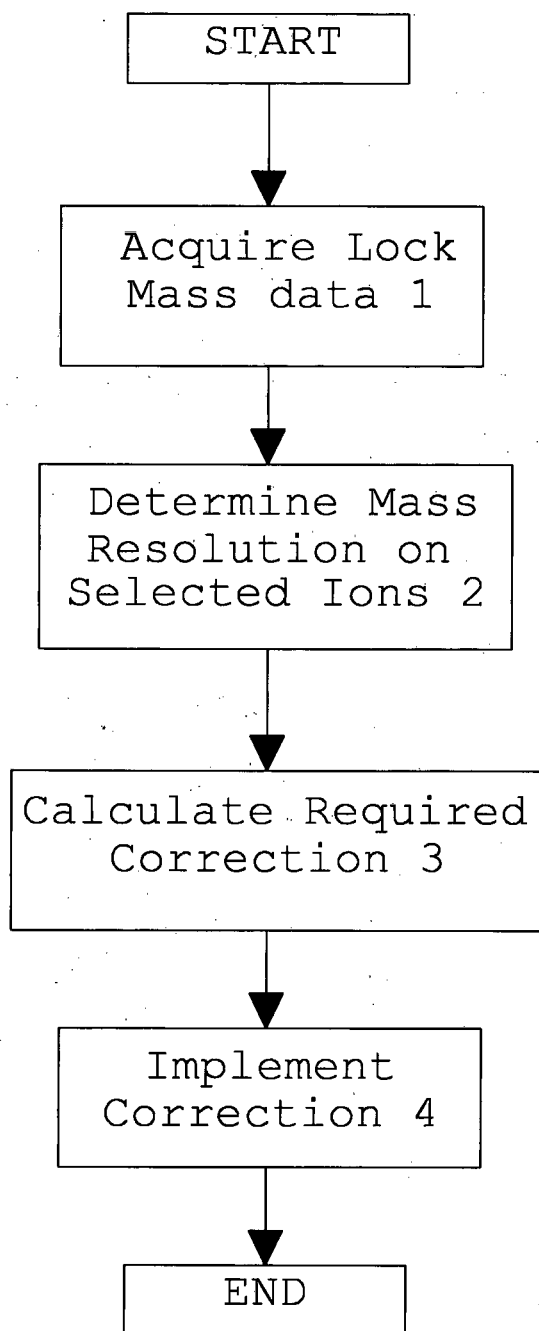 START
Acquire Lock
Mass data 1
Determine Mass
Resolution on
Selected Ions 2
Calculate Required
Correction 3
Implement
Correction 4
END